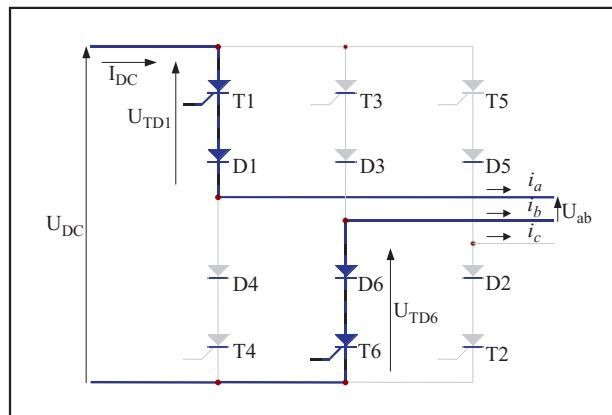 I_DC T1 T3 T5
U_TD1
D1 D3 D5
i_a
U_DC i_b U_ab
i_c
D4 D6 D2
U_TD6
T4 T6 T2